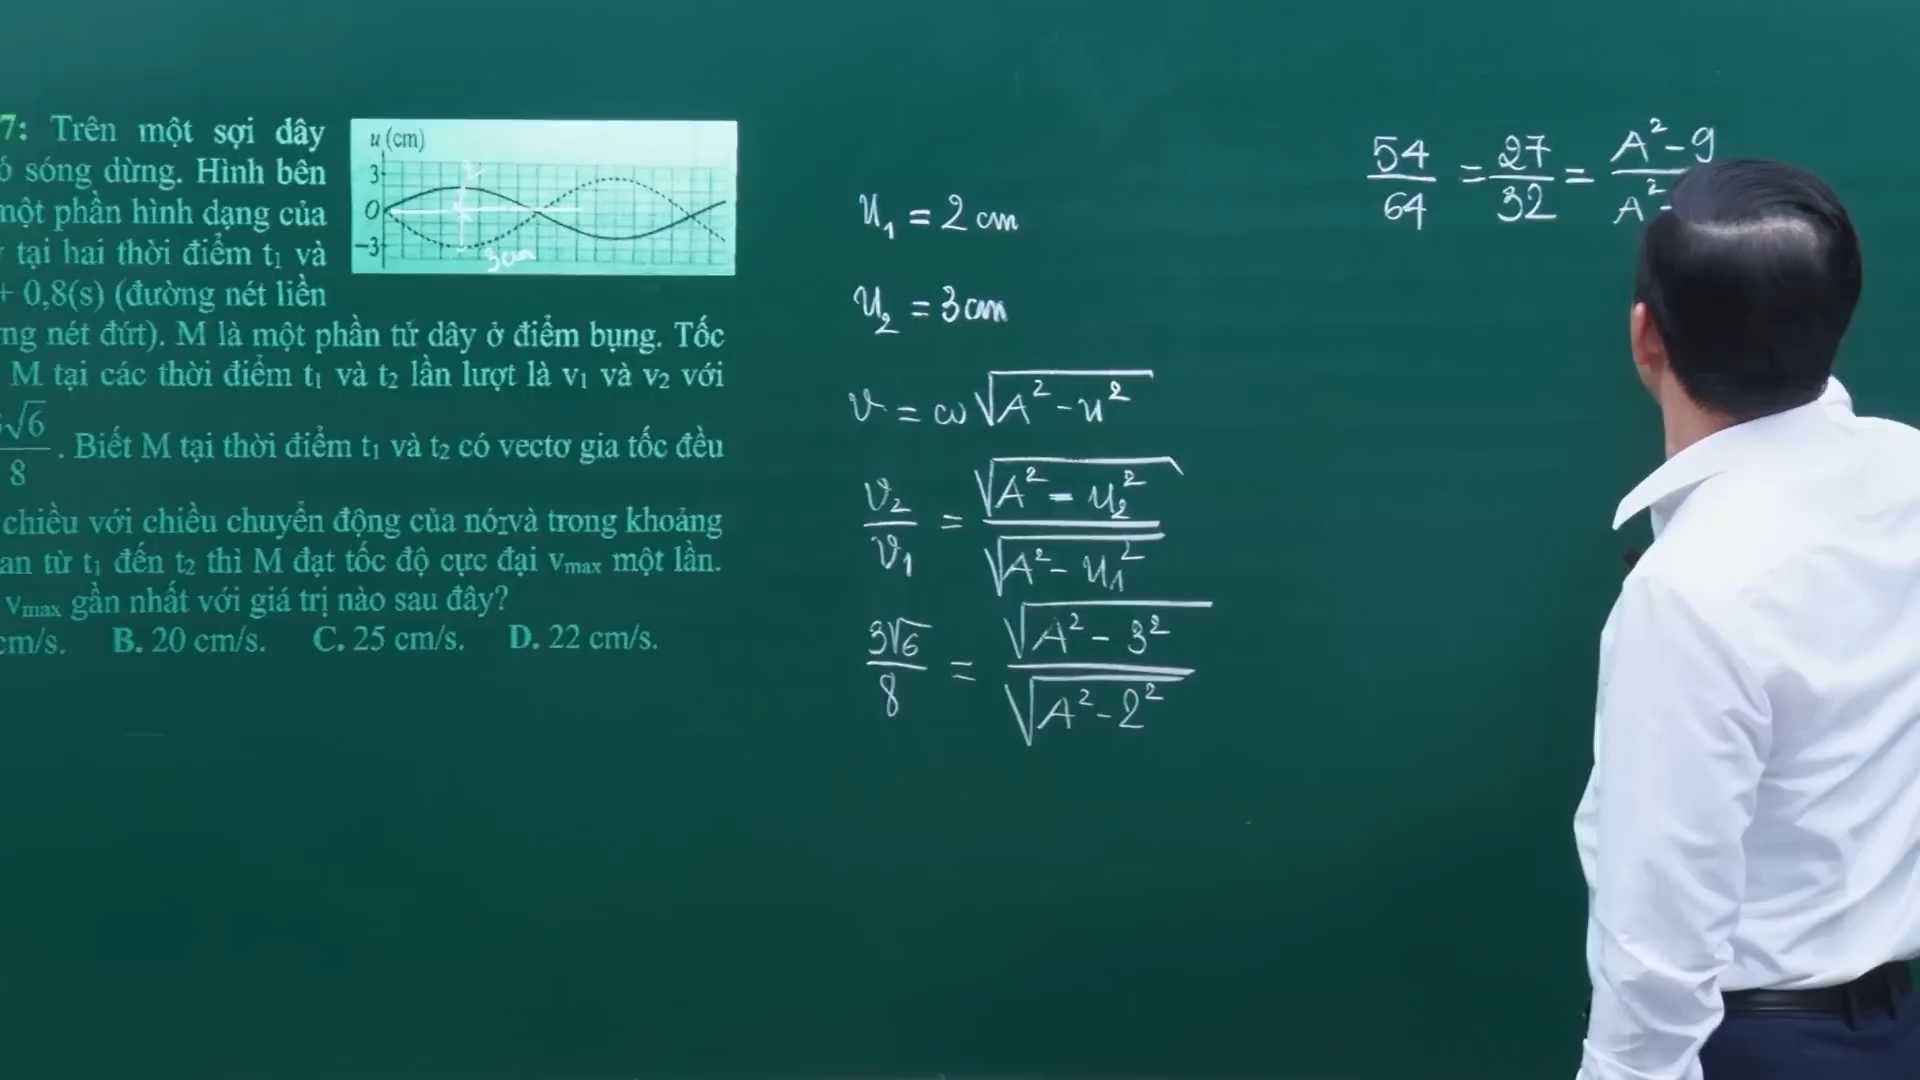 7: Trên một sợi dây
ó sóng dừng. Hình bên
một phần hình dạng của
tại hai thời điểm t₁ và
+ 0,8(s) (đường nét liền
ng nét đứt). M là một phần tử dây ở điểm bụng. Tốc
M tại các thời điểm t₁ và t₂ lần lượt là v₁ và v₂ với
√6/8 . Biết M tại thời điểm t₁ và t₂ có vectơ gia tốc đều
chiều với chiều chuyển động của nó và trong khoảng
an từ t₁ đến t₂ thì M đạt tốc độ cực đại vmax một lần.
vmax gần nhất với giá trị nào sau đây?
cm/s. B. 20 cm/s. C. 25 cm/s. D. 22 cm/s.
u (cm)
3
O
−3
2
3cm
u₁ = 2 cm
u₂ = 3cm
v = ω√(A² − u²)
v₂/v₁ = √(A² − u₂²)/√(A² − u₁²)
3√6/8 = √(A² − 3²)/√(A² − 2²)
54/64 = 27/32 = (A² − 9)/(A² −